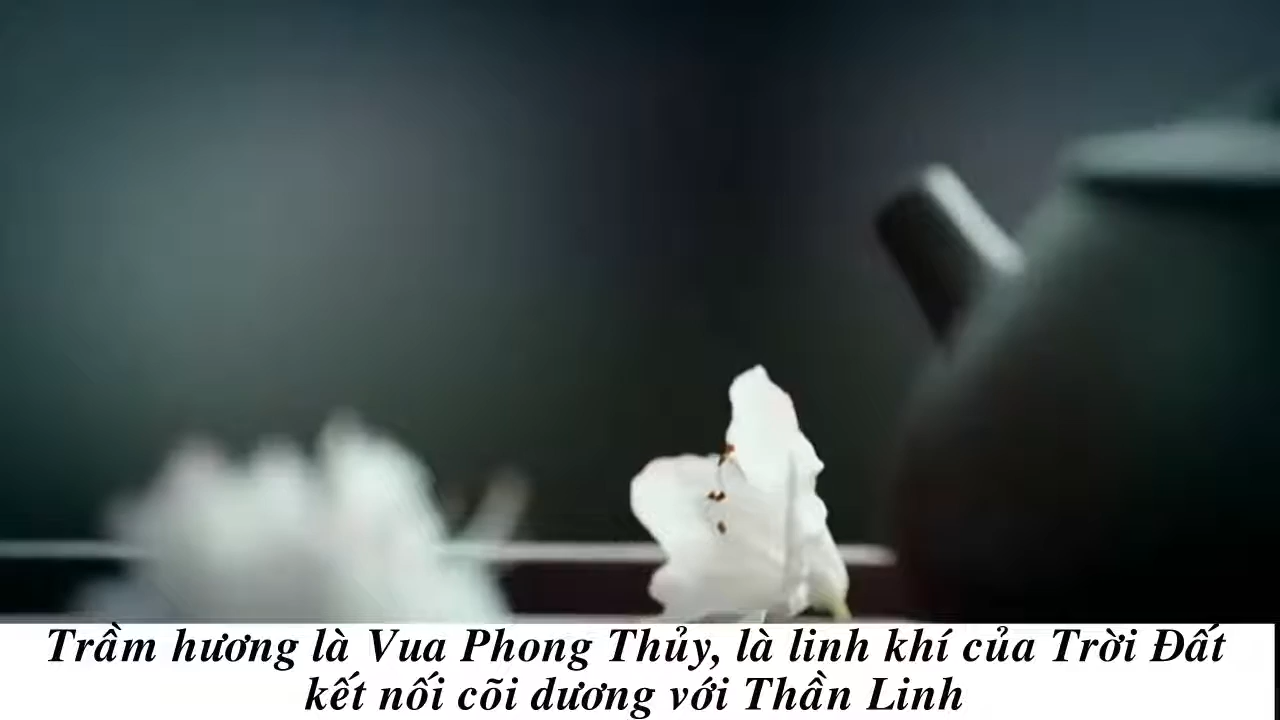 Trầm hương là Vua Phong Thủy, là linh khí của Trời Đất
kết nối cõi dương với Thần Linh